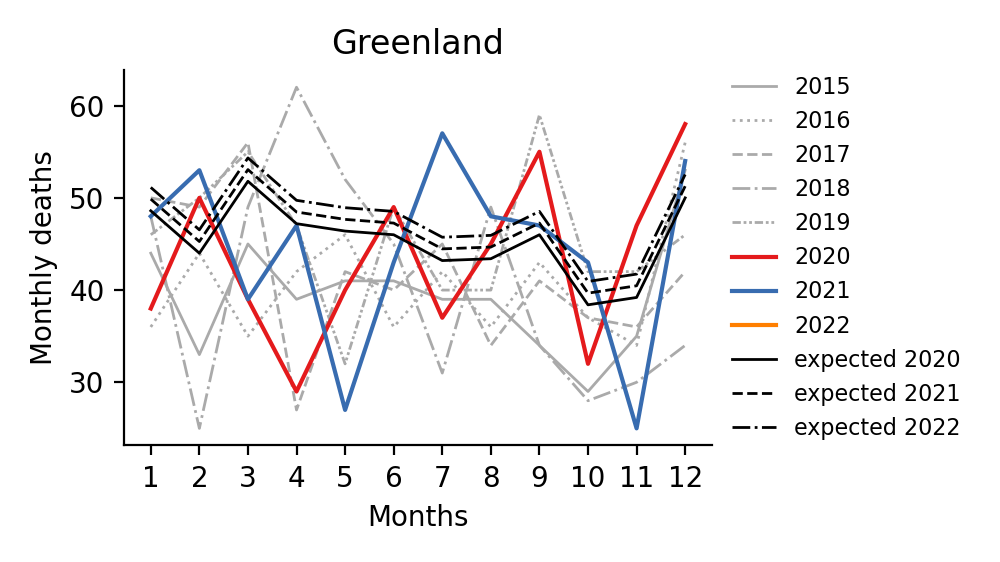 Greenland
Monthly deaths
60
50
40
30
1 2 3 4 5 6 7 8 9 10 11 12
Months
2015
2016
2017
2018
2019
2020
2021
2022
expected 2020
expected 2021
expected 2022